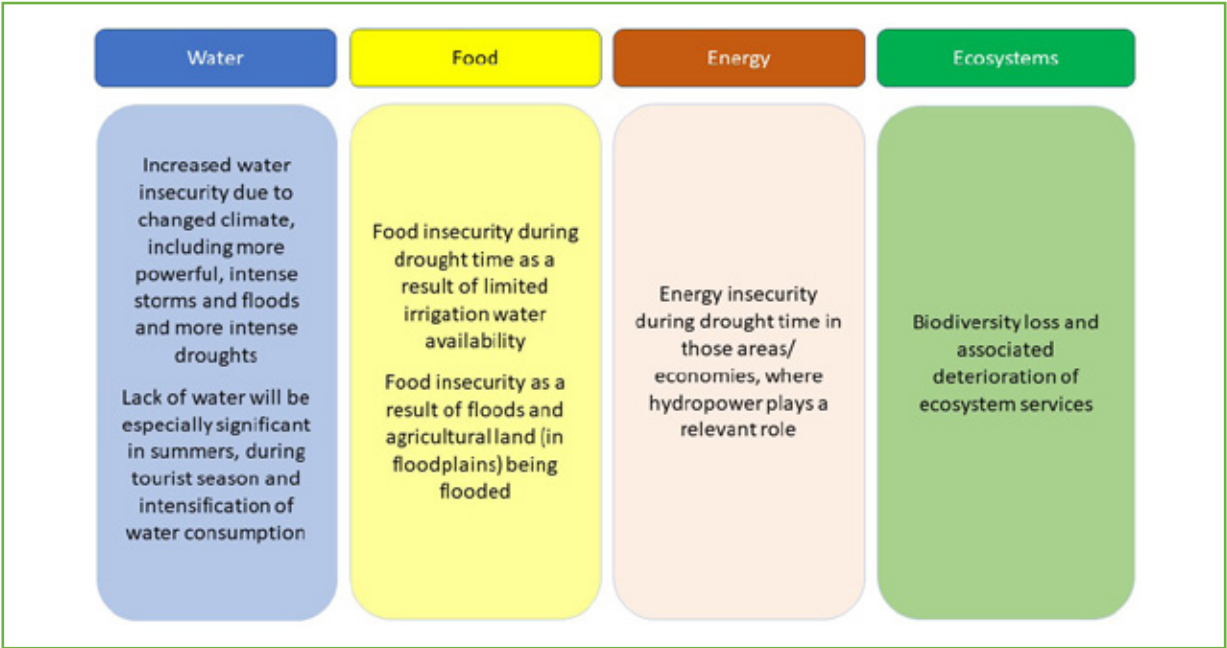 Water
Increased water
insecurity due to
changed climate,
including more
powerful, intense
storms and floods
and more intense
droughts
Lack of water will be
especially significant
in summers, during
tourist season and
intensification of
water consumption
Food
Food insecurity during
drought time as a
result of limited
irrigation water
availability
Food insecurity as a
result of floods and
agricultural land (in
floodplains) being
flooded
Energy
Energy insecurity
during drought time in
those areas/
economies, where
hydropower plays a
relevant role
Ecosystems
Biodiversity loss and
associated
deterioration of
ecosystem services